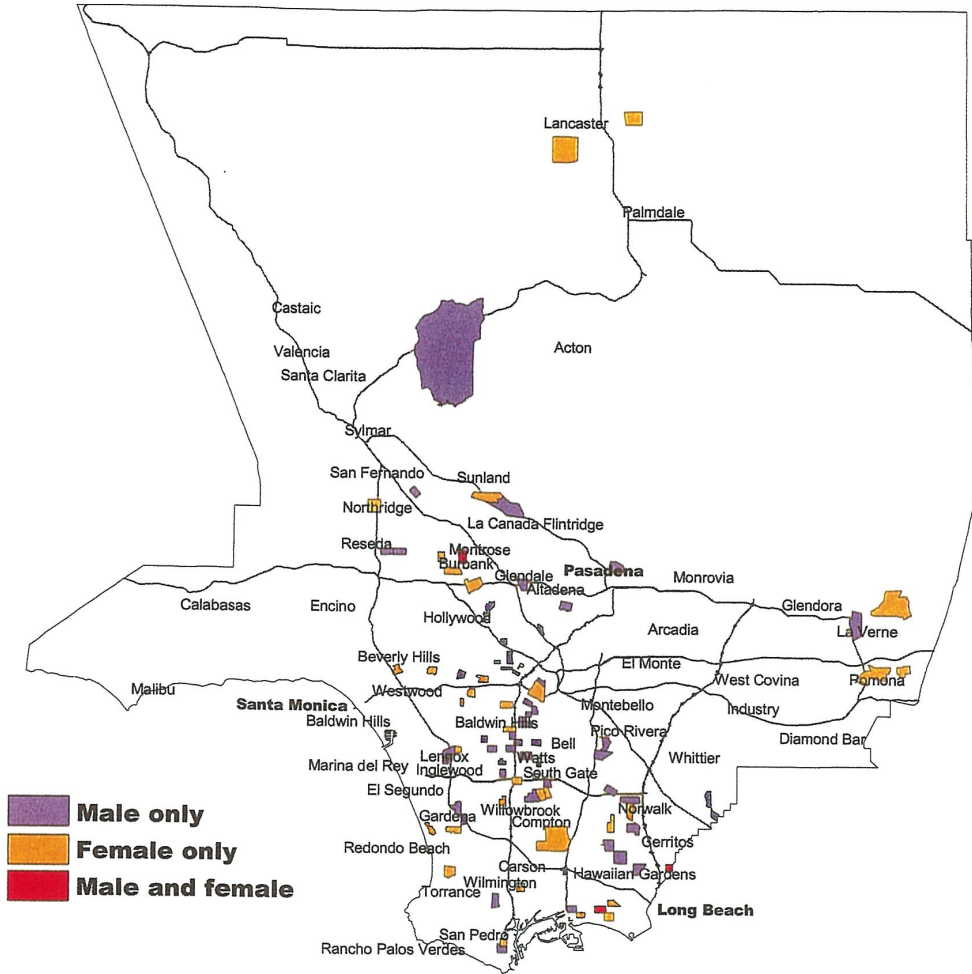 Lancaster
Palmdale
Castaic
Valencia
Santa Clarita
Acton
Sylmar
San Fernando
Sunland
Northridge
La Canada Flintridge
Reseda
Montrose
Burbank
Glendale
Pasadena
Altadena
Monrovia
Calabasas
Encino
Hollywood
Glendora
Arcadia
La Verne
Beverly Hills
El Monte
Malibu
Westwood
West Covina
Pomona
Santa Monica
Montebello
Industry
Baldwin Hills
Baldwin Hills
Pico Rivera
Diamond Bar
Marina del Rey
Lennox
Bell
Whittier
Inglewood
Watts
South Gate
El Segundo
Male only
Gardena
Willowbrook
Norwalk
Compton
Female only
Redondo Beach
Cerritos
Carson
Hawaiian Gardens
Male and female
Torrance
Wilmington
Long Beach
San Pedro
Rancho Palos Verdes